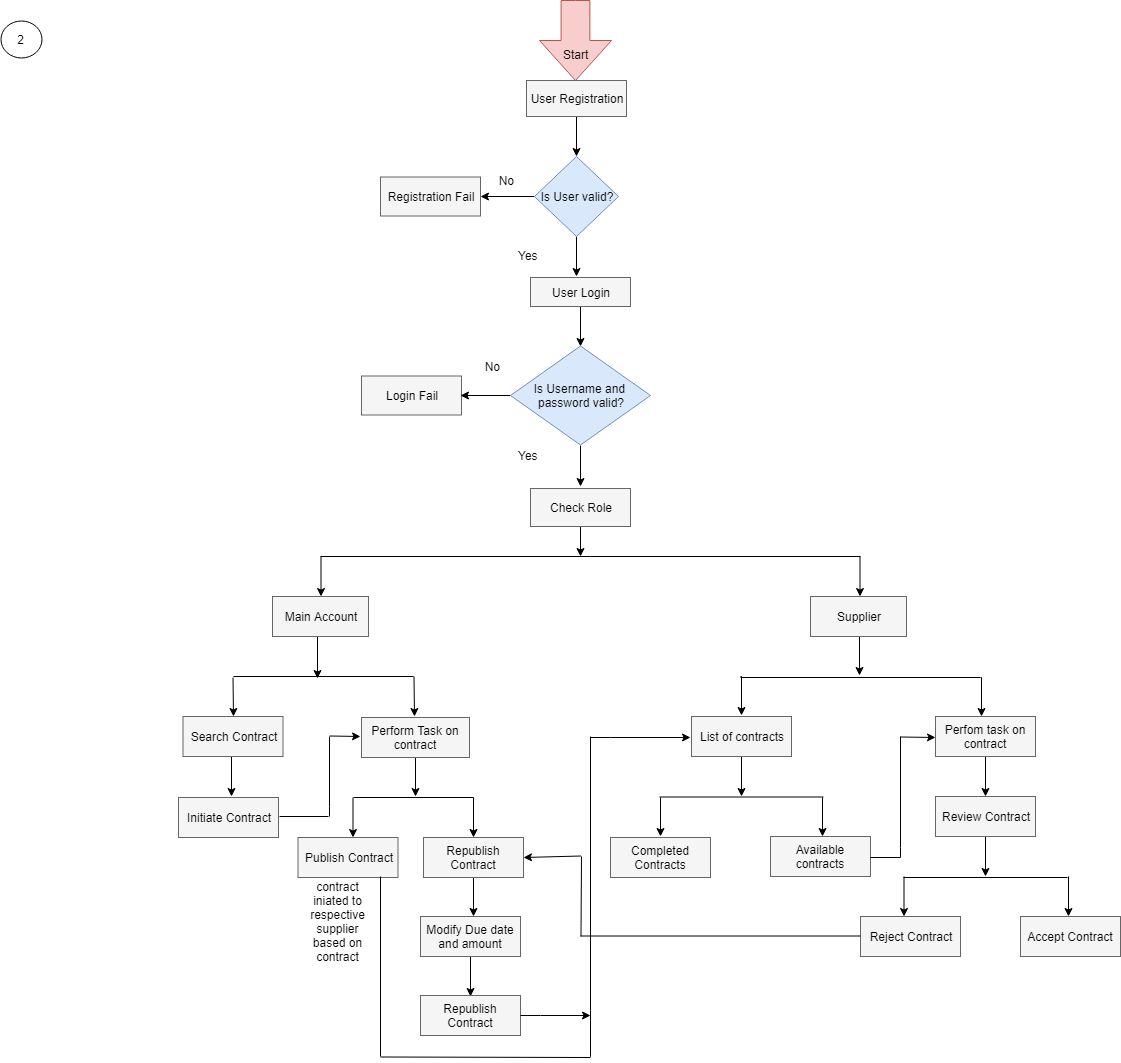 2
Start
User Registration
No
Is User valid?
Registration Fail
Yes
User Login
No
Is Username and
password valid?
Login Fail
Yes
Check Role
Main Account
Supplier
Search Contract
Perform Task on
contract
List of contracts
Perfom task on
contract
Initiate Contract
Review Contract
Publish Contract
Republish
Contract
Completed
Contracts
Available
contracts
contract
iniated to
respective
supplier
based on
contract
Modify Due date
and amount
Reject Contract
Accept Contract
Republish
Contract